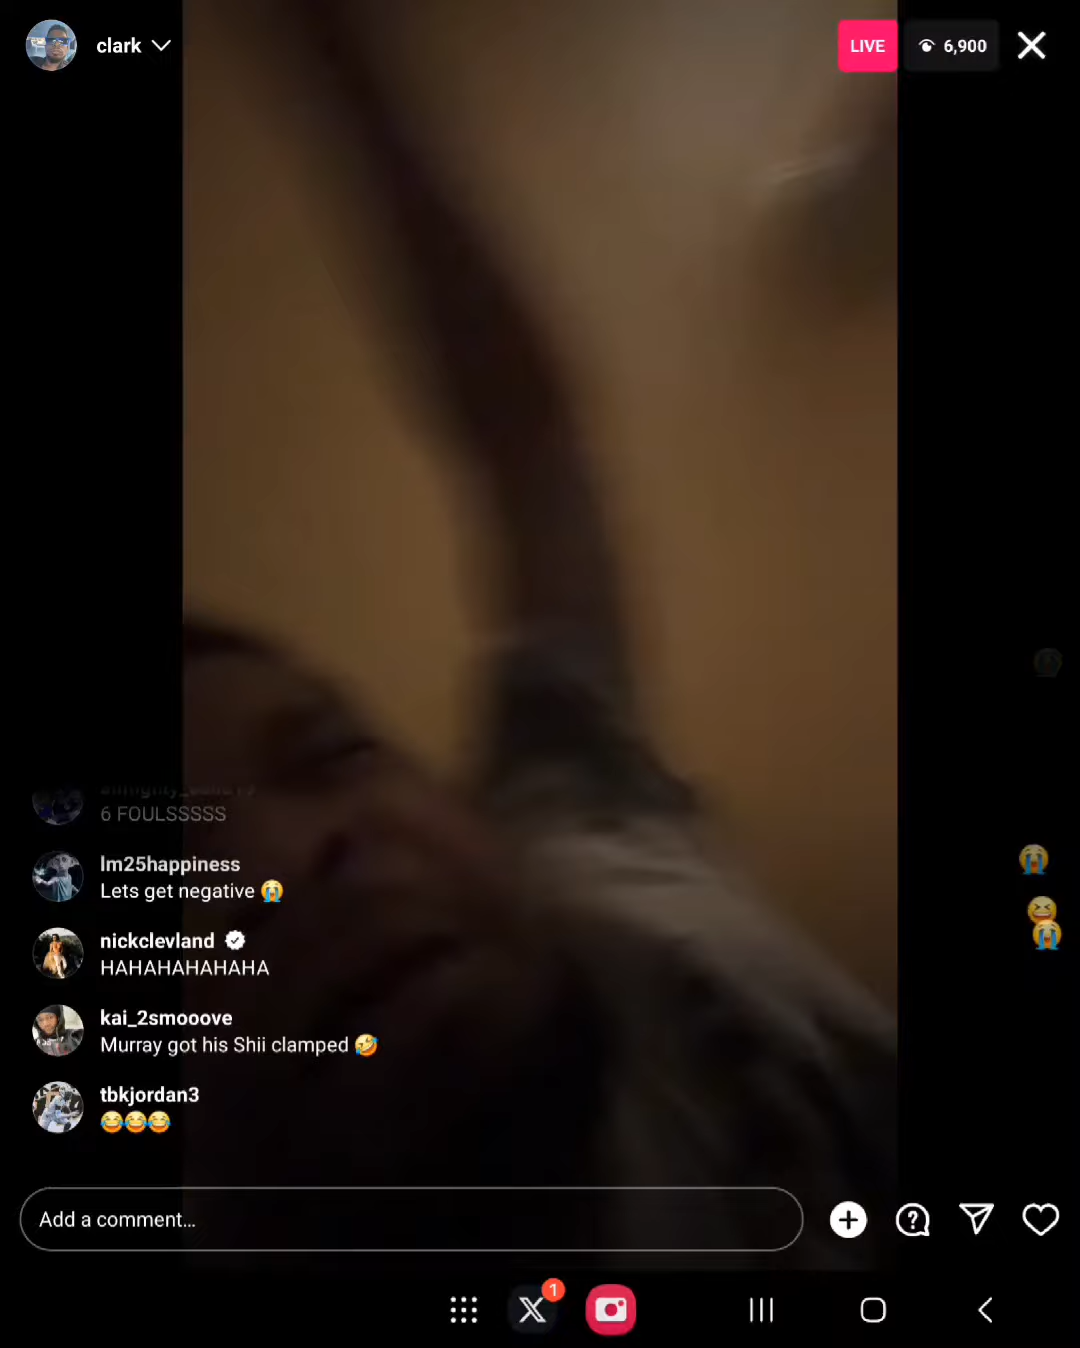 clark
LIVE
6,900
6 FOULSSSSS
lm25happiness
Lets get negative 😭
nickclevland
HAHAHAHAHAHA
kai_2smooove
Murray got his Shii clamped 🤣
tbkjordan3
😂😂😂
Add a comment...
1